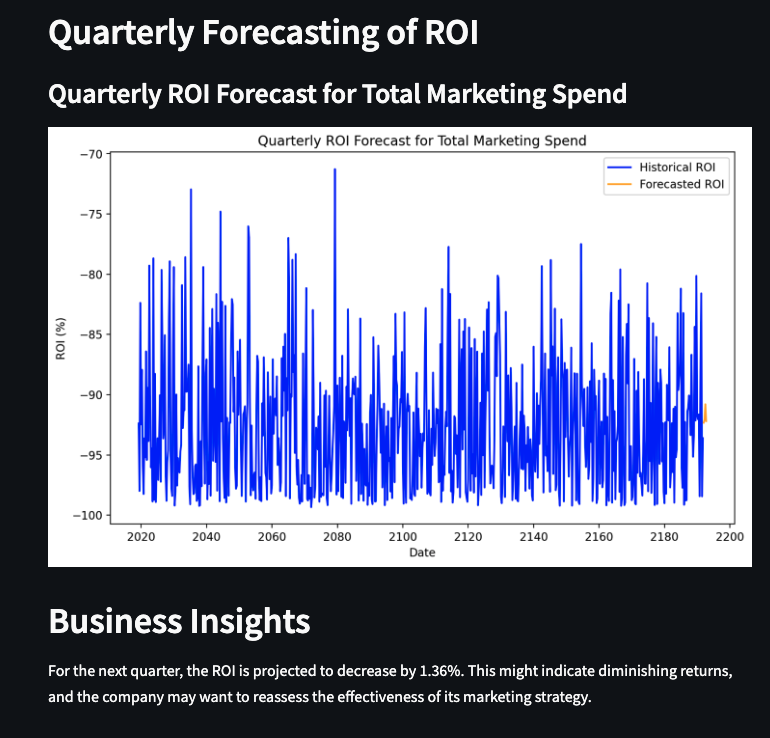 Quarterly Forecasting of ROI
Quarterly ROI Forecast for Total Marketing Spend
Quarterly ROI Forecast for Total Marketing Spend
Historical ROI
Forecasted ROI
ROI (%)
−70
−75
−80
−85
−90
−95
−100
2020 2040 2060 2080 2100 2120 2140 2160 2180 2200
Date
Business Insights
For the next quarter, the ROI is projected to decrease by 1.36%. This might indicate diminishing returns,
and the company may want to reassess the effectiveness of its marketing strategy.